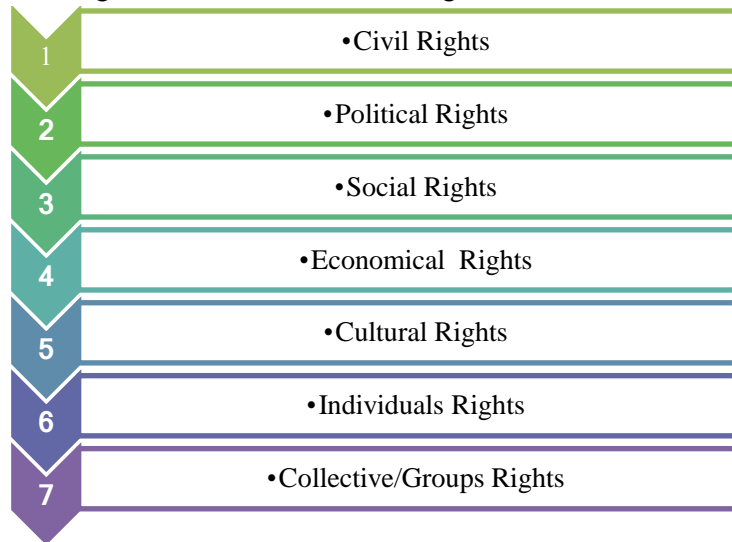 1
•Civil Rights
2
•Political Rights
3
•Social Rights
4
•Economical Rights
5
•Cultural Rights
6
•Individuals Rights
7
•Collective/Groups Rights